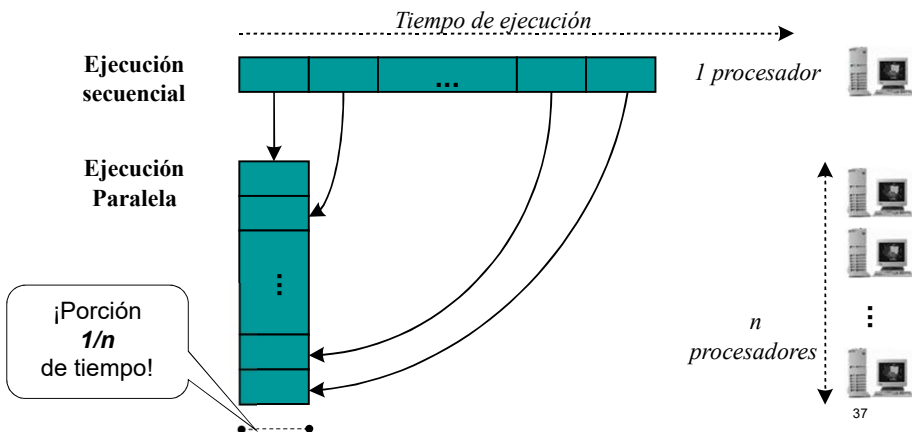 Tiempo de ejecución
Ejecución
secuencial
...
1 procesador
Ejecución
Paralela
...
¡Porción
1/n
de tiempo!
n
procesadores
...
37